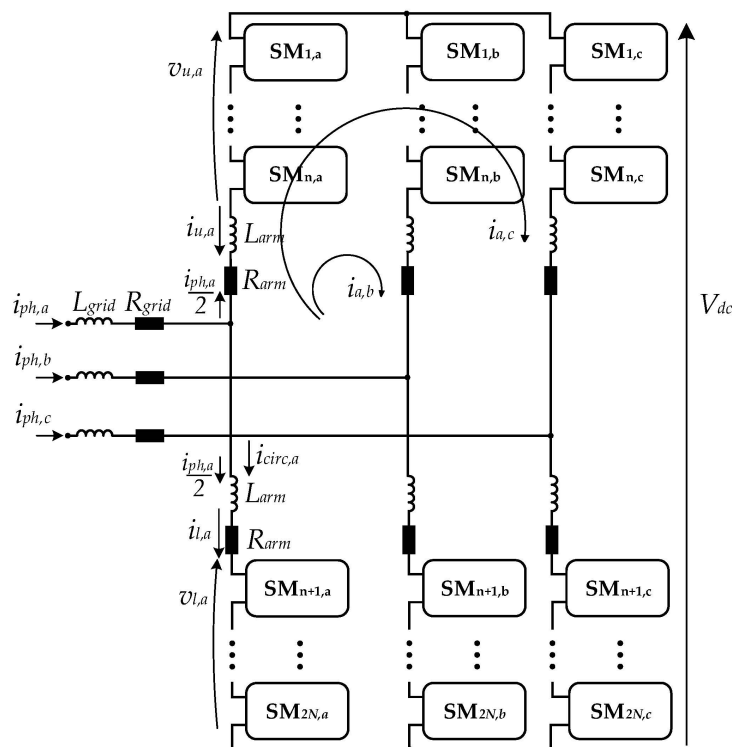 SM1,a SM1,b SM1,c
vu,a
SMn,a SMn,b SMn,c
iu,a Larm ia,c
iph,a/2 Rarm ia,b Vdc
iph,a Lgrid Rgrid
iph,b
iph,c
iph,a/2 icirc,a
Larm
il,a Rarm
vl,a SMn+1,a SMn+1,b SMn+1,c
SM2N,a SM2N,b SM2N,c